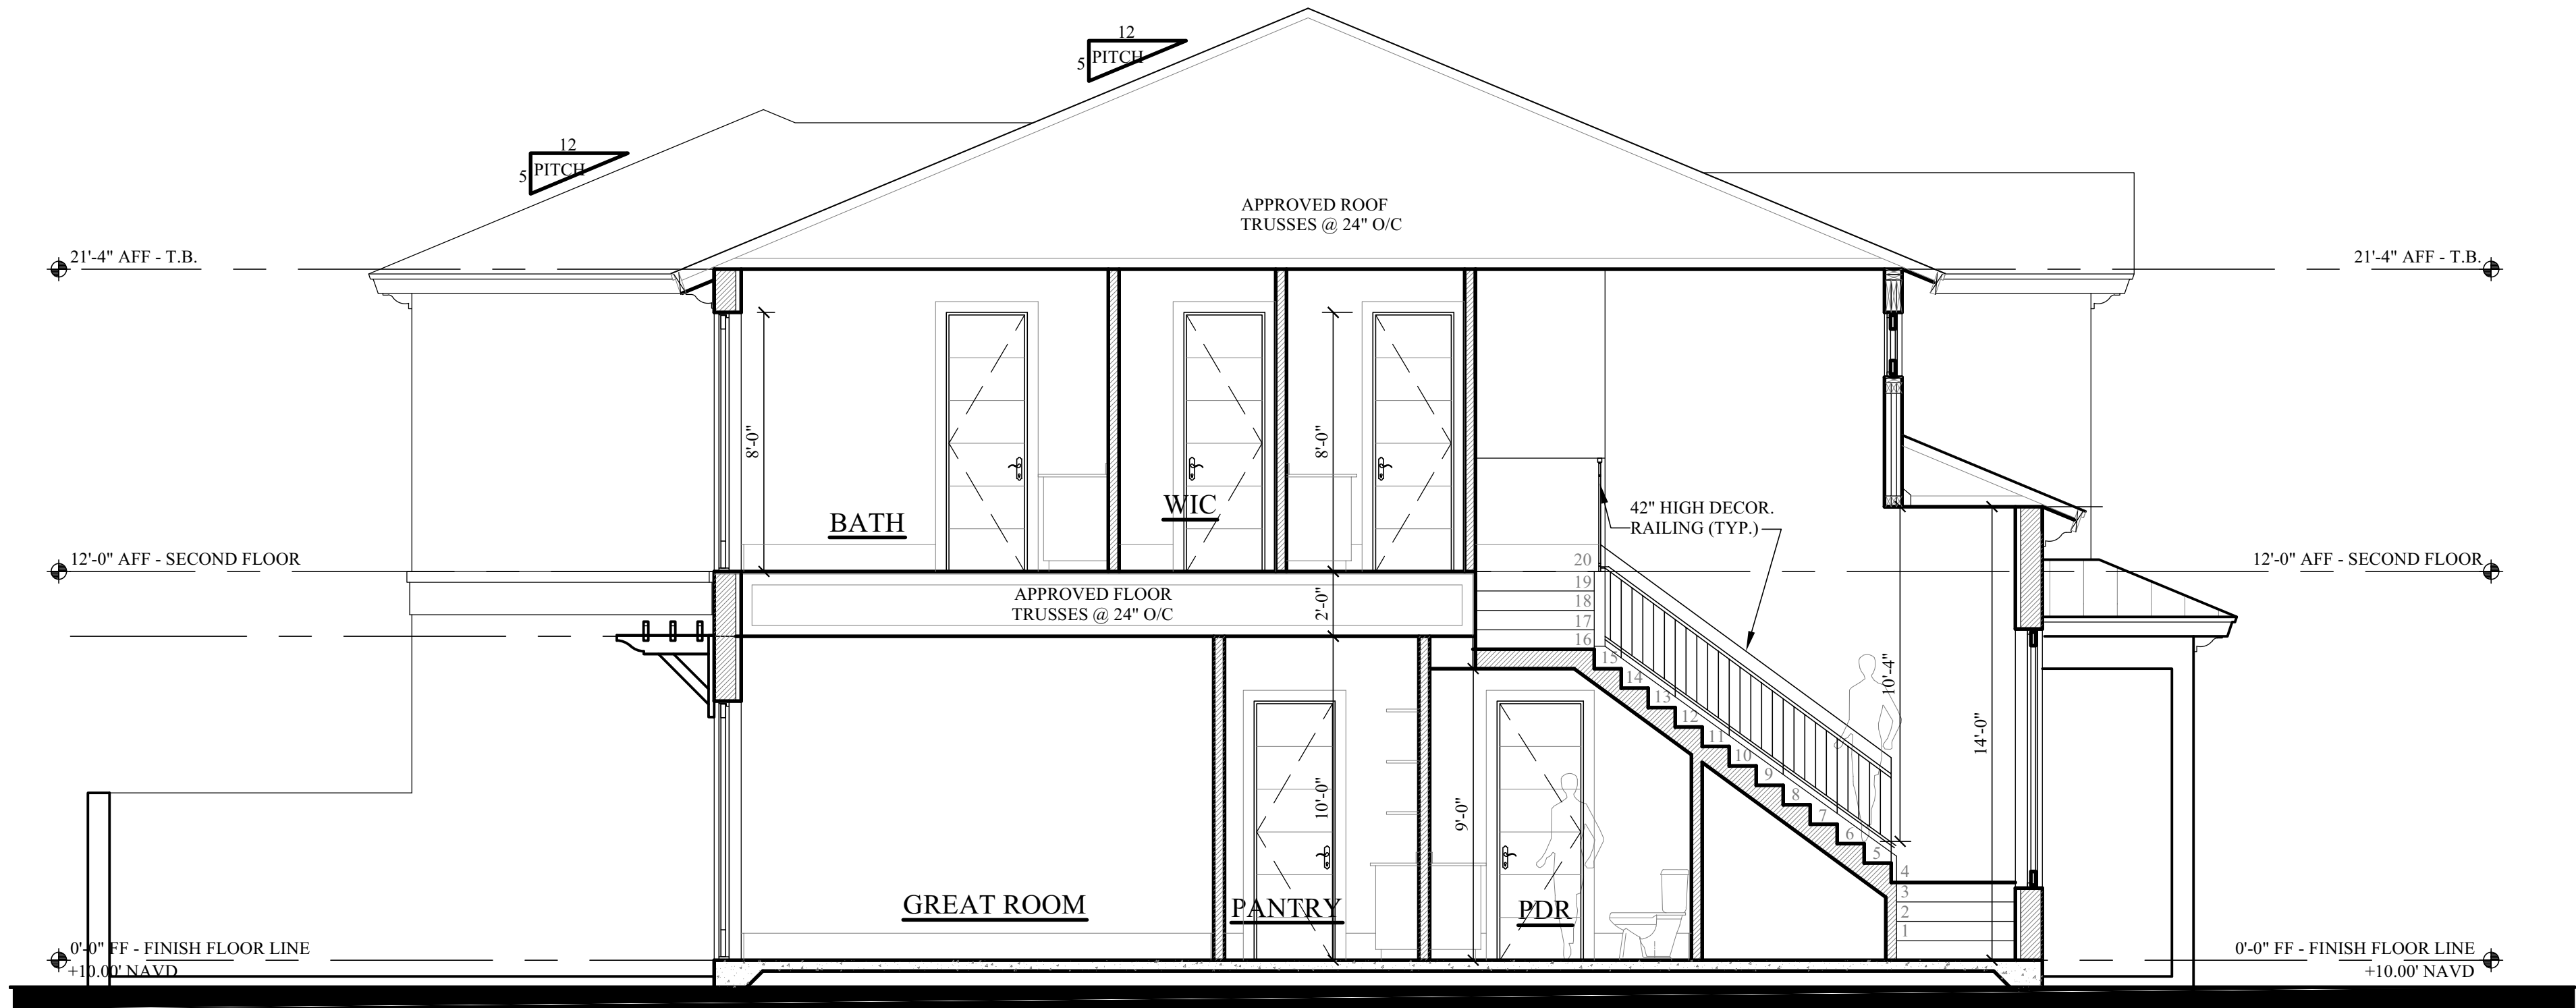 12
5 PITCH
12
5 PITCH
APPROVED ROOF
TRUSSES @ 24" O/C
21'-4" AFF - T.B.
21'-4" AFF - T.B.
8'-0"
8'-0"
BATH
WIC
42" HIGH DECOR.
RAILING (TYP.)
12'-0" AFF - SECOND FLOOR
12'-0" AFF - SECOND FLOOR
APPROVED FLOOR
TRUSSES @ 24" O/C
2'-0"
20
19
18
17
16
15
14
13
12
11
10
9
8
7
6
5
4
3
2
1
10'-4"
14'-0"
10'-0"
9'-0"
GREAT ROOM
PANTRY
PDR
0'-0" FF - FINISH FLOOR LINE
+10.00' NAVD
0'-0" FF - FINISH FLOOR LINE
+10.00' NAVD